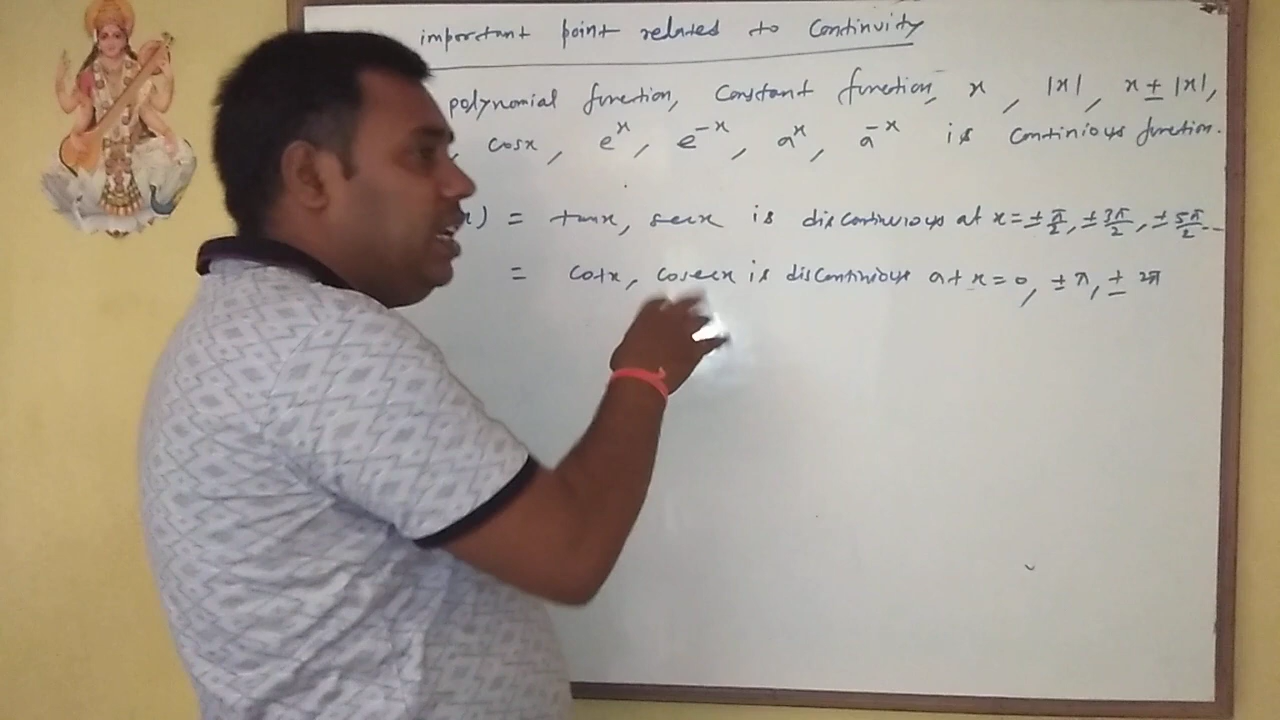 important point related to Continuity
polynomial function, Constant function, x, |x|, x ± |x|,
, cosx, e^x, e^-x, a^x, a^-x is Continious function.
x) = tanx, secx is discontinuous at x = ± π/2, ± 3π/2, ± 5π/2 --
= cotx, cosecx is discontinious at x = 0, ± π, ± 2π